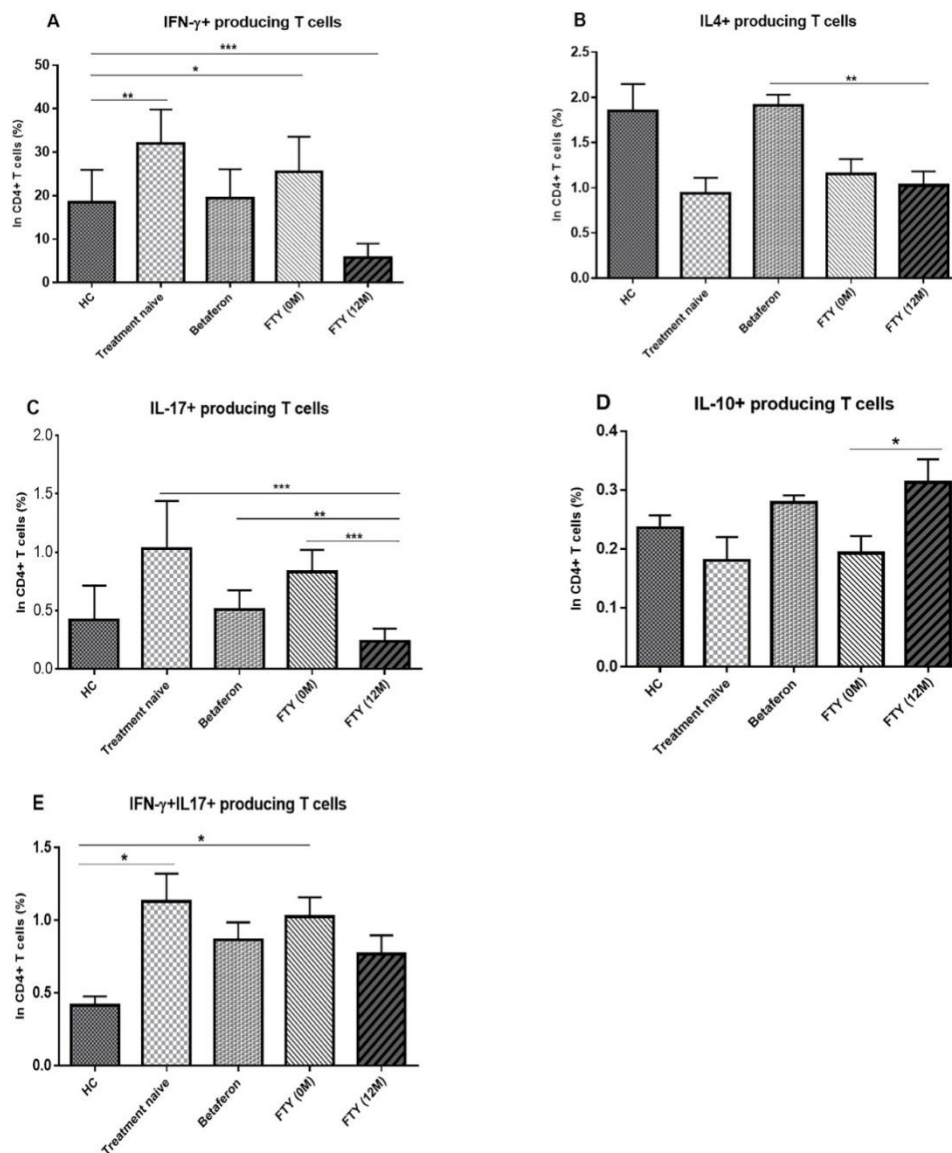 A
IFN-γ+ producing T cells
***
*
**
In CD4+ T cells (%)
50
40
30
20
10
0
HC
Treatment naive
Betaferon
FTY (0M)
FTY (12M)
B
IL4+ producing T cells
**
In CD4+ T cells (%)
2.5
2.0
1.5
1.0
0.5
0.0
HC
Treatment naive
Betaferon
FTY (0M)
FTY (12M)
C
IL-17+ producing T cells
***
**
***
In CD4+ T cells (%)
2.0
1.5
1.0
0.5
0.0
HC
Treatment naive
Betaferon
FTY (0M)
FTY (12M)
D
IL-10+ producing T cells
*
In CD4+ T cells (%)
0.4
0.3
0.2
0.1
0.0
HC
Treatment naive
Betaferon
FTY (0M)
FTY (12M)
E
IFN-γ+IL17+ producing T cells
*
*
In CD4+ T cells (%)
1.5
1.0
0.5
0.0
HC
Treatment naive
Betaferon
FTY (0M)
FTY (12M)